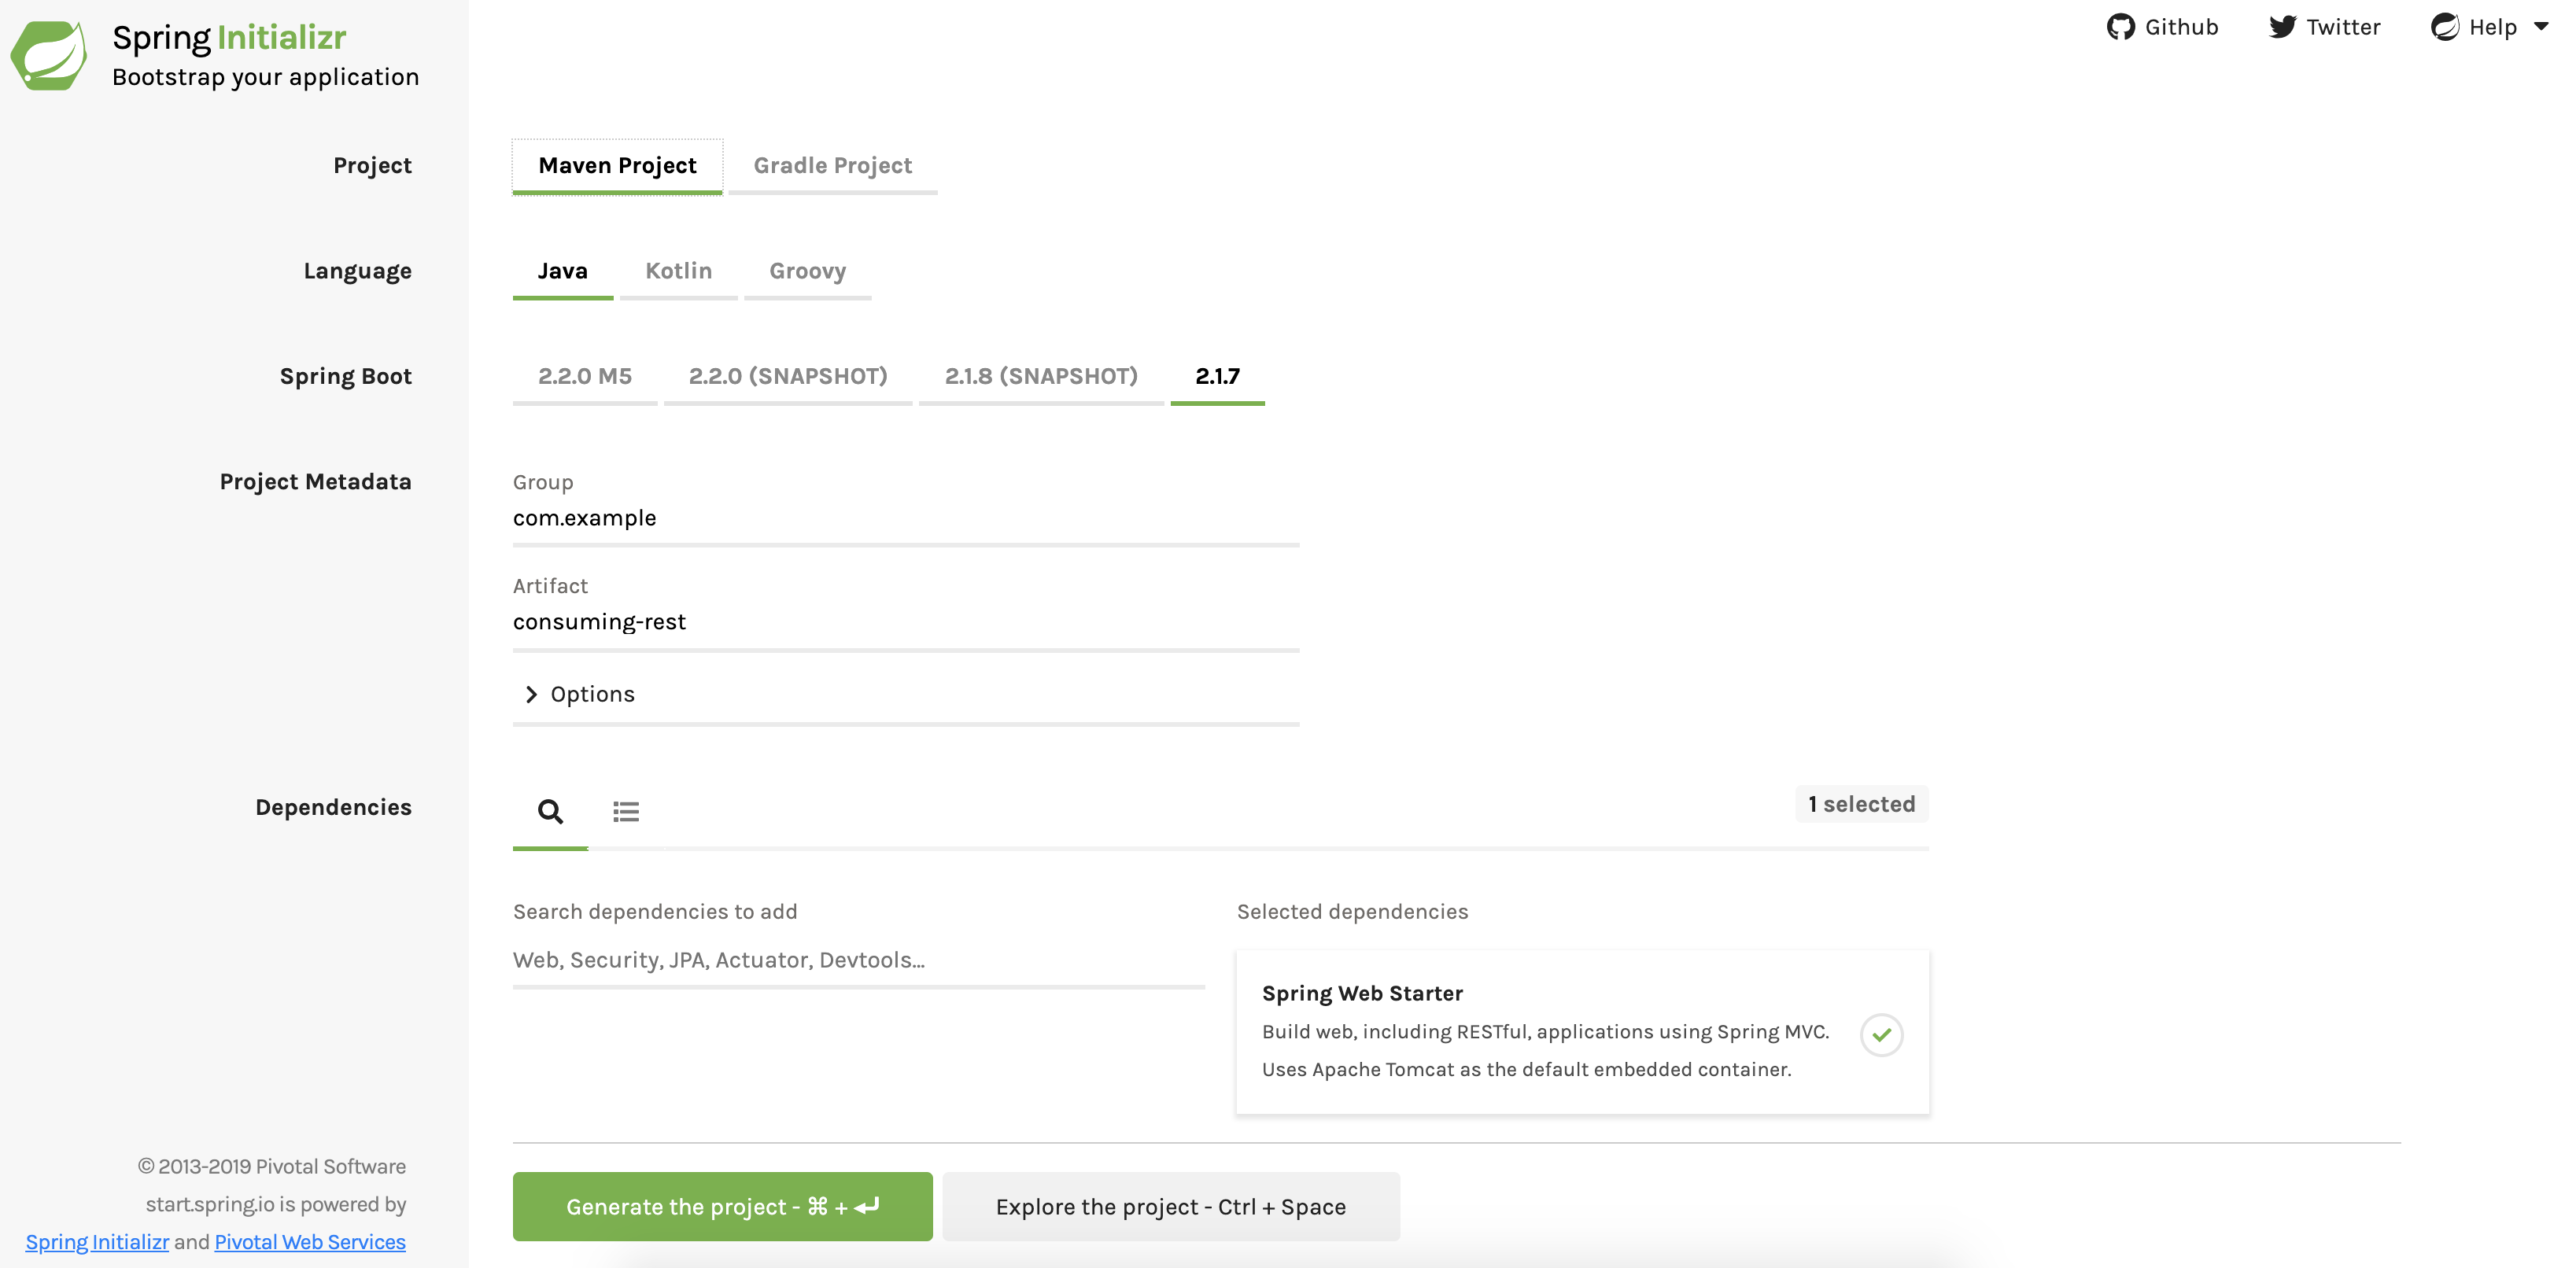 Spring Initializr
Bootstrap your application
Github
Twitter
Help
Project
Maven Project
Gradle Project
Language
Java
Kotlin
Groovy
Spring Boot
2.2.0 M5
2.2.0 (SNAPSHOT)
2.1.8 (SNAPSHOT)
2.1.7
Project Metadata
Group
com.example
Artifact
consuming-rest
Options
Dependencies
1 selected
Search dependencies to add
Web, Security, JPA, Actuator, Devtools...
Selected dependencies
Spring Web Starter
Build web, including RESTful, applications using Spring MVC.
Uses Apache Tomcat as the default embedded container.
© 2013-2019 Pivotal Software
start.spring.io is powered by
Spring Initializr and Pivotal Web Services
Generate the project - ⌘ + ↵
Explore the project - Ctrl + Space